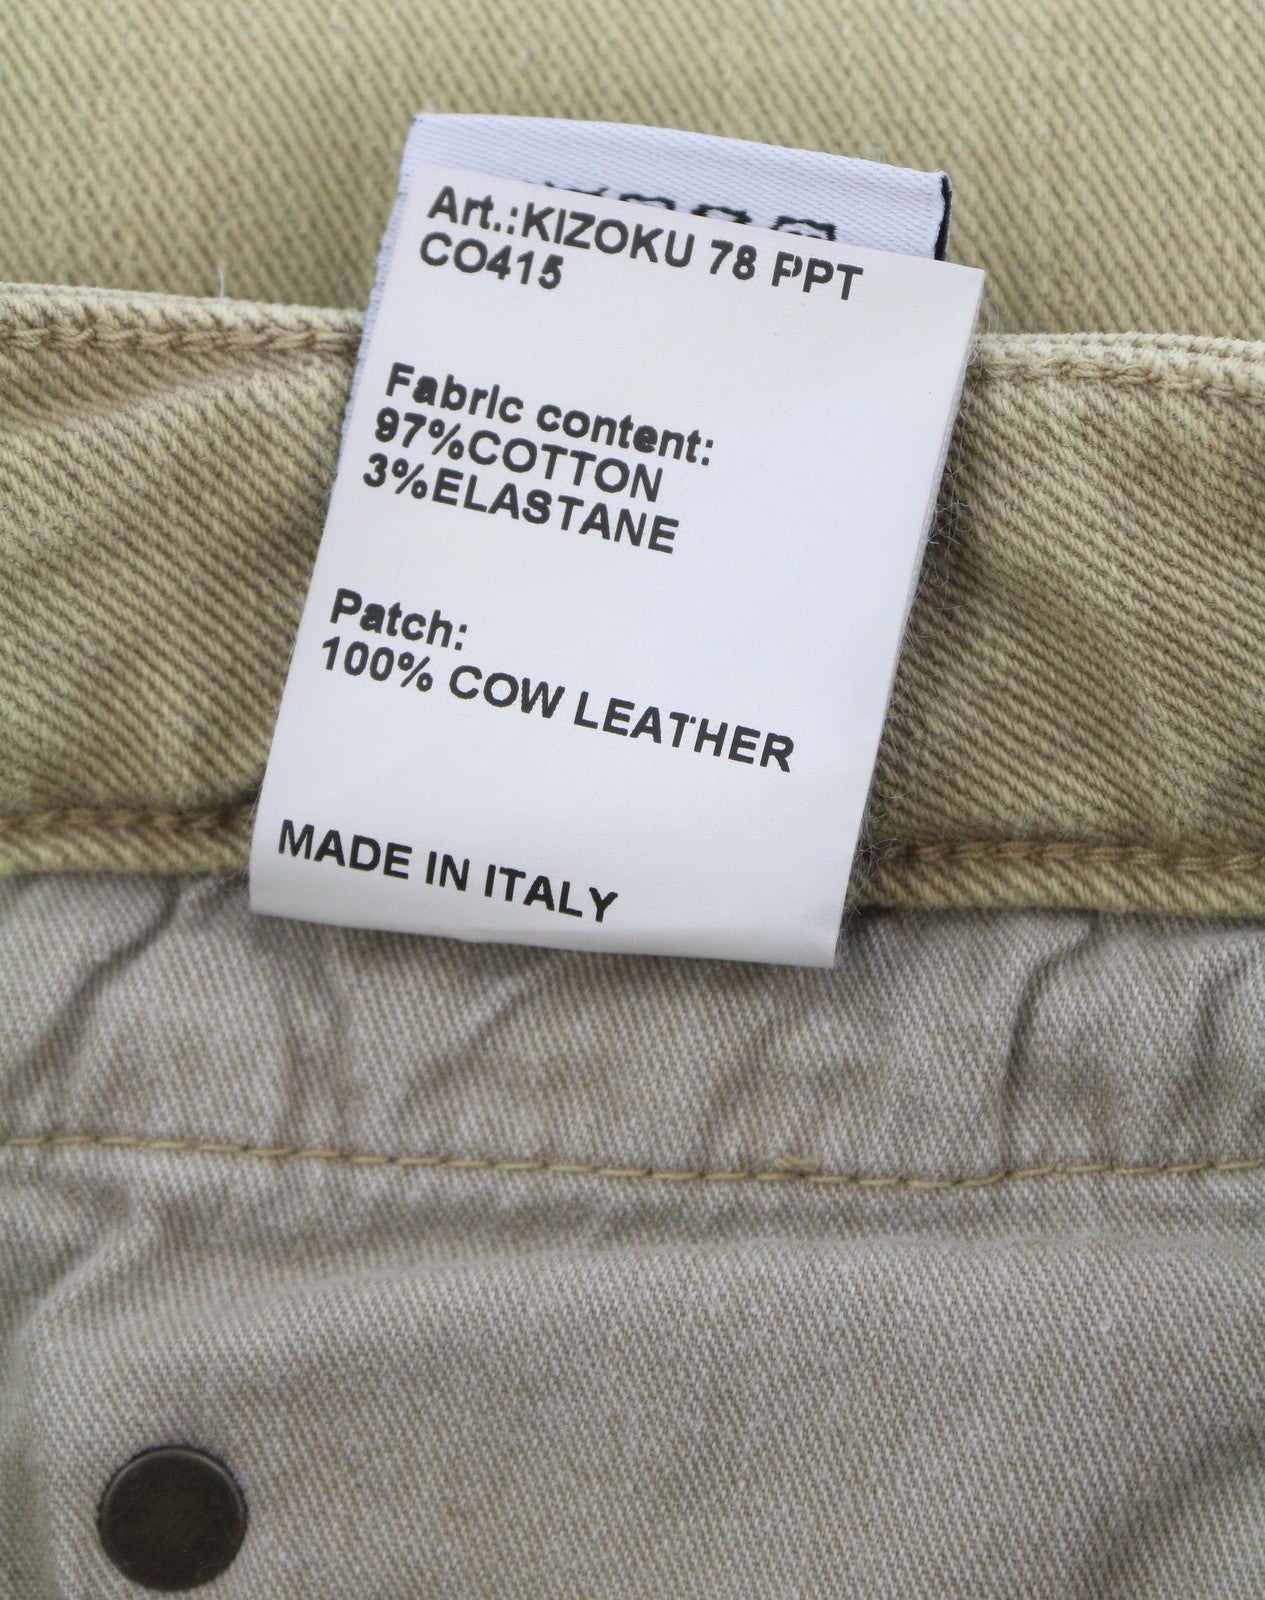 Art.:KIZOKU 78 PPT
CO415
Fabric content:
97%COTTON
3%ELASTANE
Patch:
100% COW LEATHER
MADE IN ITALY